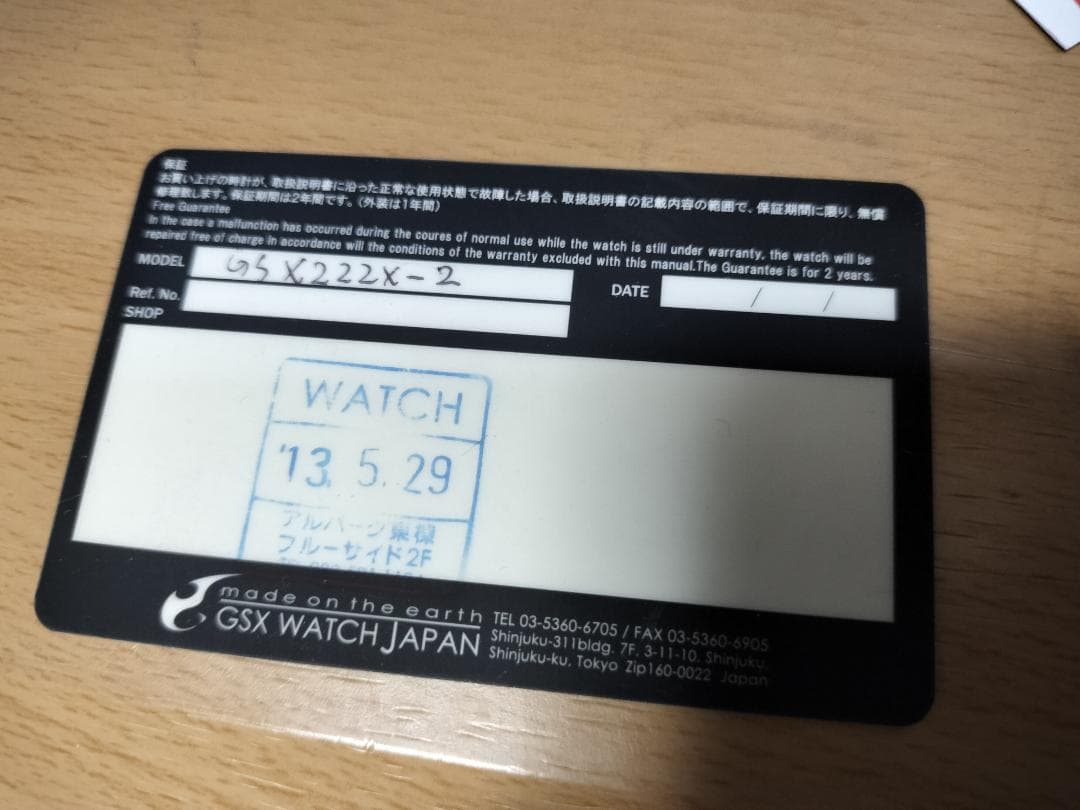 保証
お買い上げの時計が、取扱説明書に沿った正常な使用状態で故障した場合、取扱説明書の記載内容の範囲で、保証期間に限り、無償
修理致します。保証期間は2年間です。(外装は1年間)
Free Guarantee
In the case a malfunction has occurred during the coures of normal use while the watch is still under warranty, the watch will be
repaired free of charge in accordance will the conditions of the warranty excluded with this manual.The Guarantee is for 2 years.
MODEL GSX222X-2
DATE / /
Ref. No.
SHOP
WATCH
'13. 5. 29
アルパーク東棟
ブルーサイド2F
made on the earth
GSX WATCH JAPAN
TEL 03-5360-6705 / FAX 03-5360-6905
Shinjuku-311bldg. 7F, 3-11-10, Shinjuku,
Shinjuku-ku, Tokyo Zip160-0022 Japan